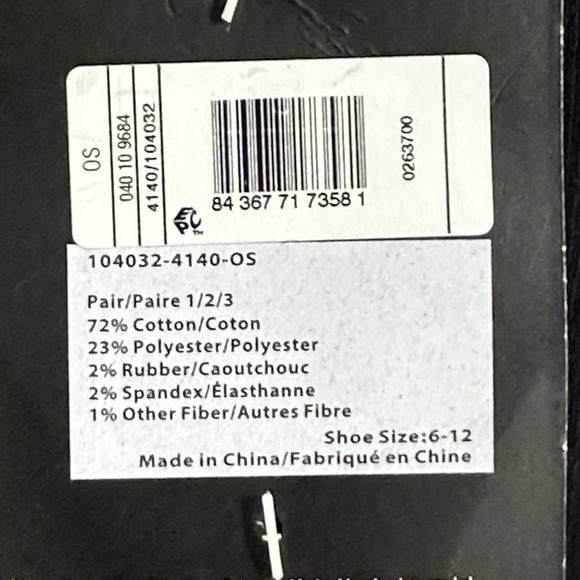 OS
040 10 9684
4140/104032
84 367 71 7358 1
0263700
EPC™
104032-4140-OS
Pair/Paire 1/2/3
72% Cotton/Coton
23% Polyester/Polyester
2% Rubber/Caoutchouc
2% Spandex/Élasthanne
1% Other Fiber/Autres Fibre
Shoe Size:6-12
Made in China/Fabriqué en Chine